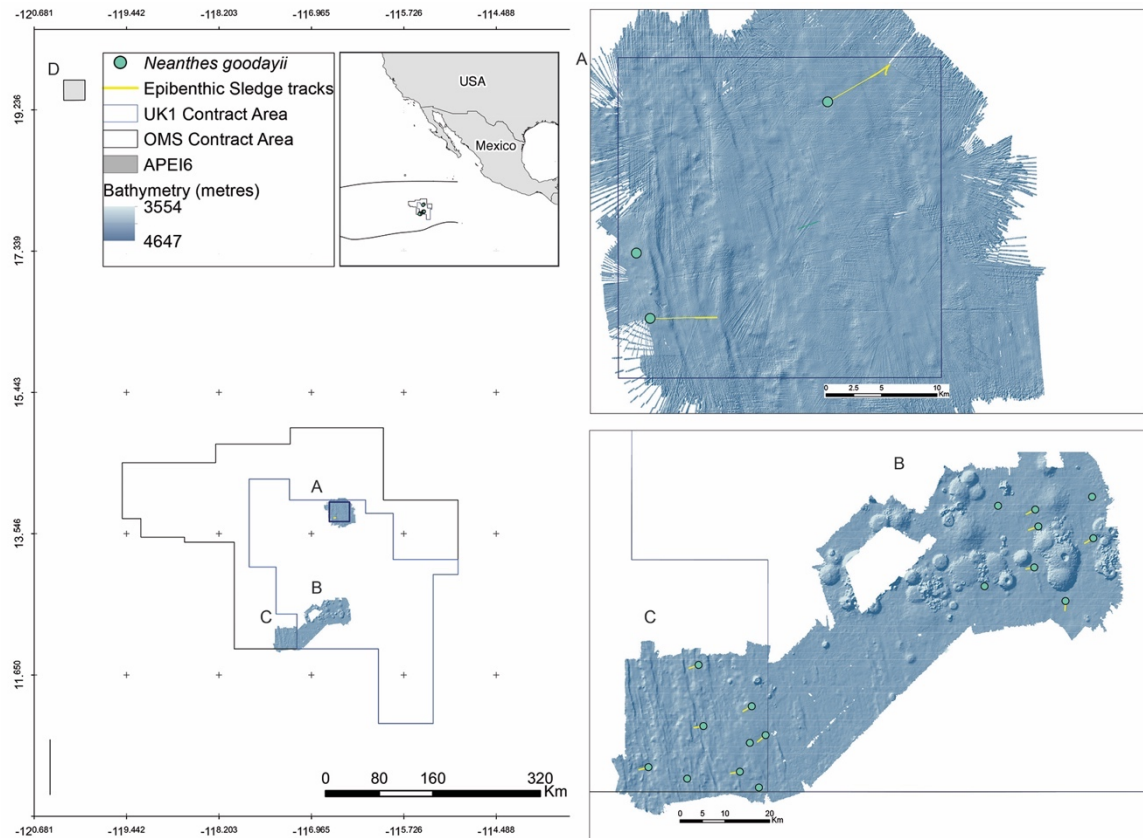 -120.681 -119.442 -118.203 -116.965 -115.726 -114.488
D
Neanthes goodayii
Epibenthic Sledge tracks
UK1 Contract Area
OMS Contract Area
APEI6
Bathymetry (metres)
3554
4647
USA
Mexico
19.236
17.339
15.443
13.546
11.650
A
B
C
0 80 160 320
Km
-120.681 -119.442 -118.203 -116.965 -115.726 -114.488
A
0 2.5 5 10
Km
B
C
0 5 10 20
Km